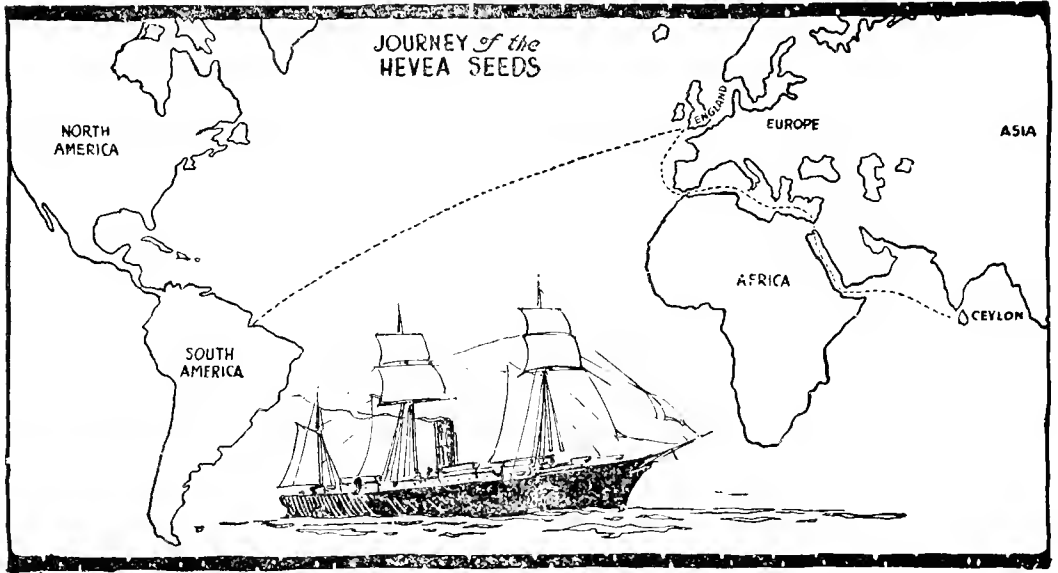 JOURNEY of the
HEVEA SEEDS
NORTH
AMERICA
ENGLAND
EUROPE
ASIA
AFRICA
CEYLON
SOUTH
AMERICA